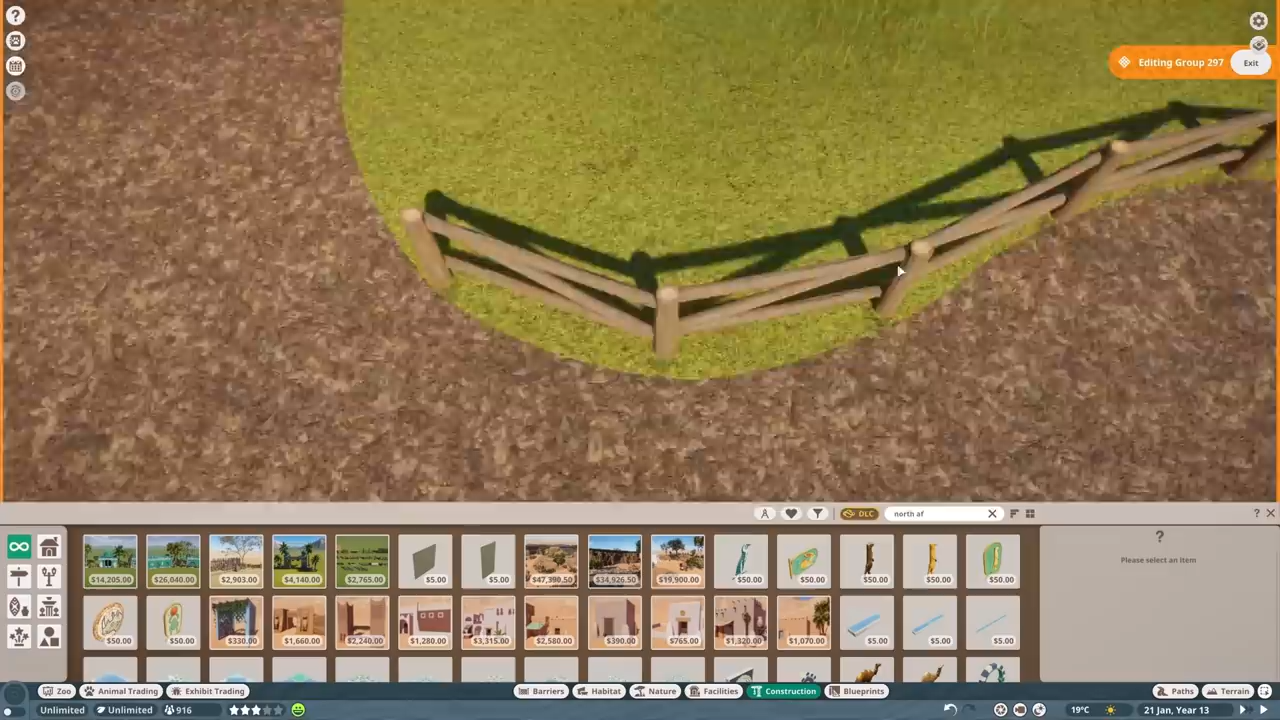 ?
Editing Group 297
Exit
DLC
north af
?
$14,205.00
$26,040.00
$2,903.00
$4,140.00
$2,765.00
$5.00
$5.00
$47,390.50
$34,926.50
$19,900.00
$50.00
$50.00
$50.00
$50.00
$50.00
?
Please select an item
$50.00
$50.00
$330.00
$1,660.00
$2,240.00
$1,280.00
$3,315.00
$2,580.00
$390.00
$765.00
$1,320.00
$1,070.00
$5.00
$5.00
$5.00
Zoo
Animal Trading
Exhibit Trading
Barriers
Habitat
Nature
Facilities
Construction
Blueprints
Paths
Terrain
Unlimited
Unlimited
916
19°C
21 Jan, Year 13